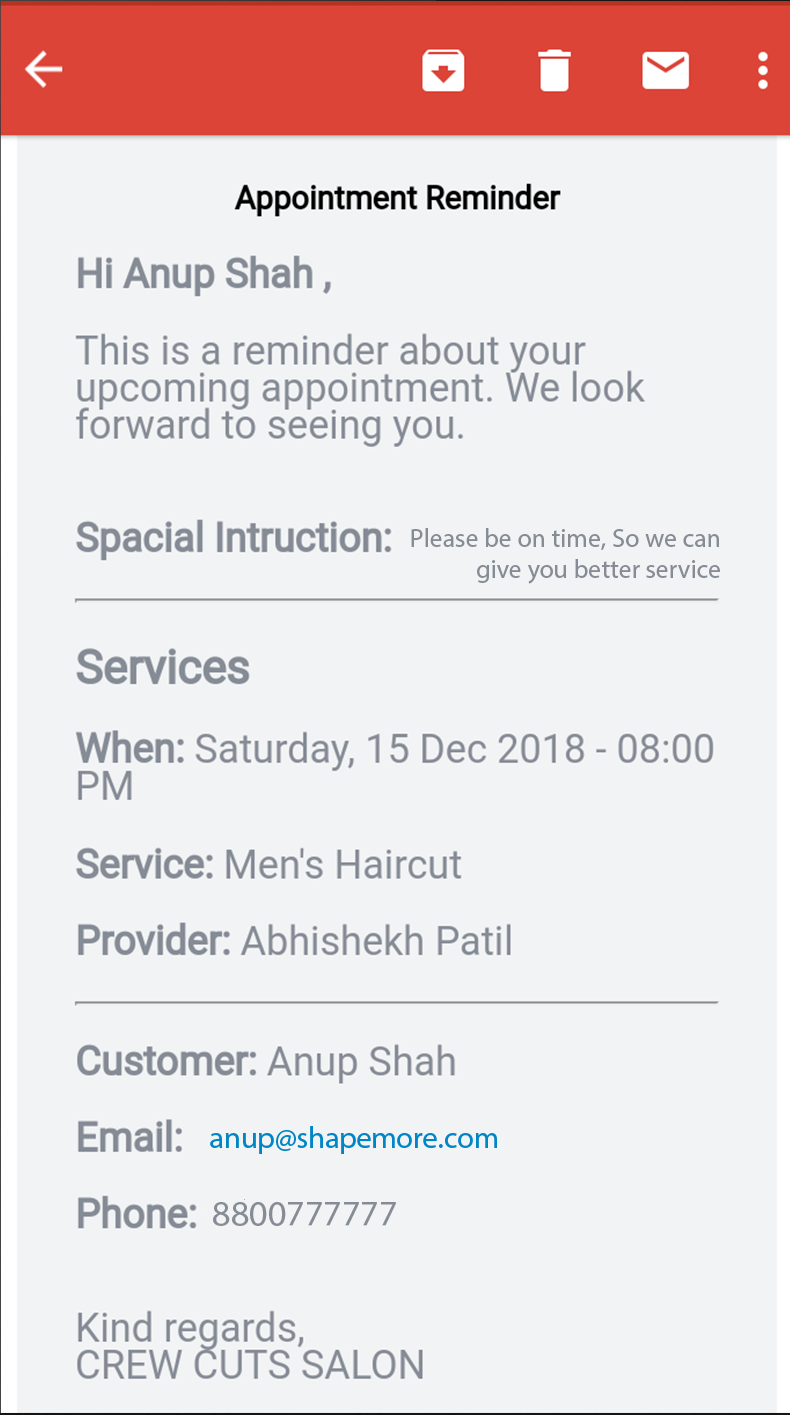 Appointment Reminder
Hi Anup Shah ,
This is a reminder about your
upcoming appointment. We look
forward to seeing you.
Spacial Intruction: Please be on time, So we can
give you better service
Services
When: Saturday, 15 Dec 2018 - 08:00
PM
Service: Men's Haircut
Provider: Abhishekh Patil
Customer: Anup Shah
Email: anup@shapemore.com
Phone: 8800777777
Kind regards,
CREW CUTS SALON